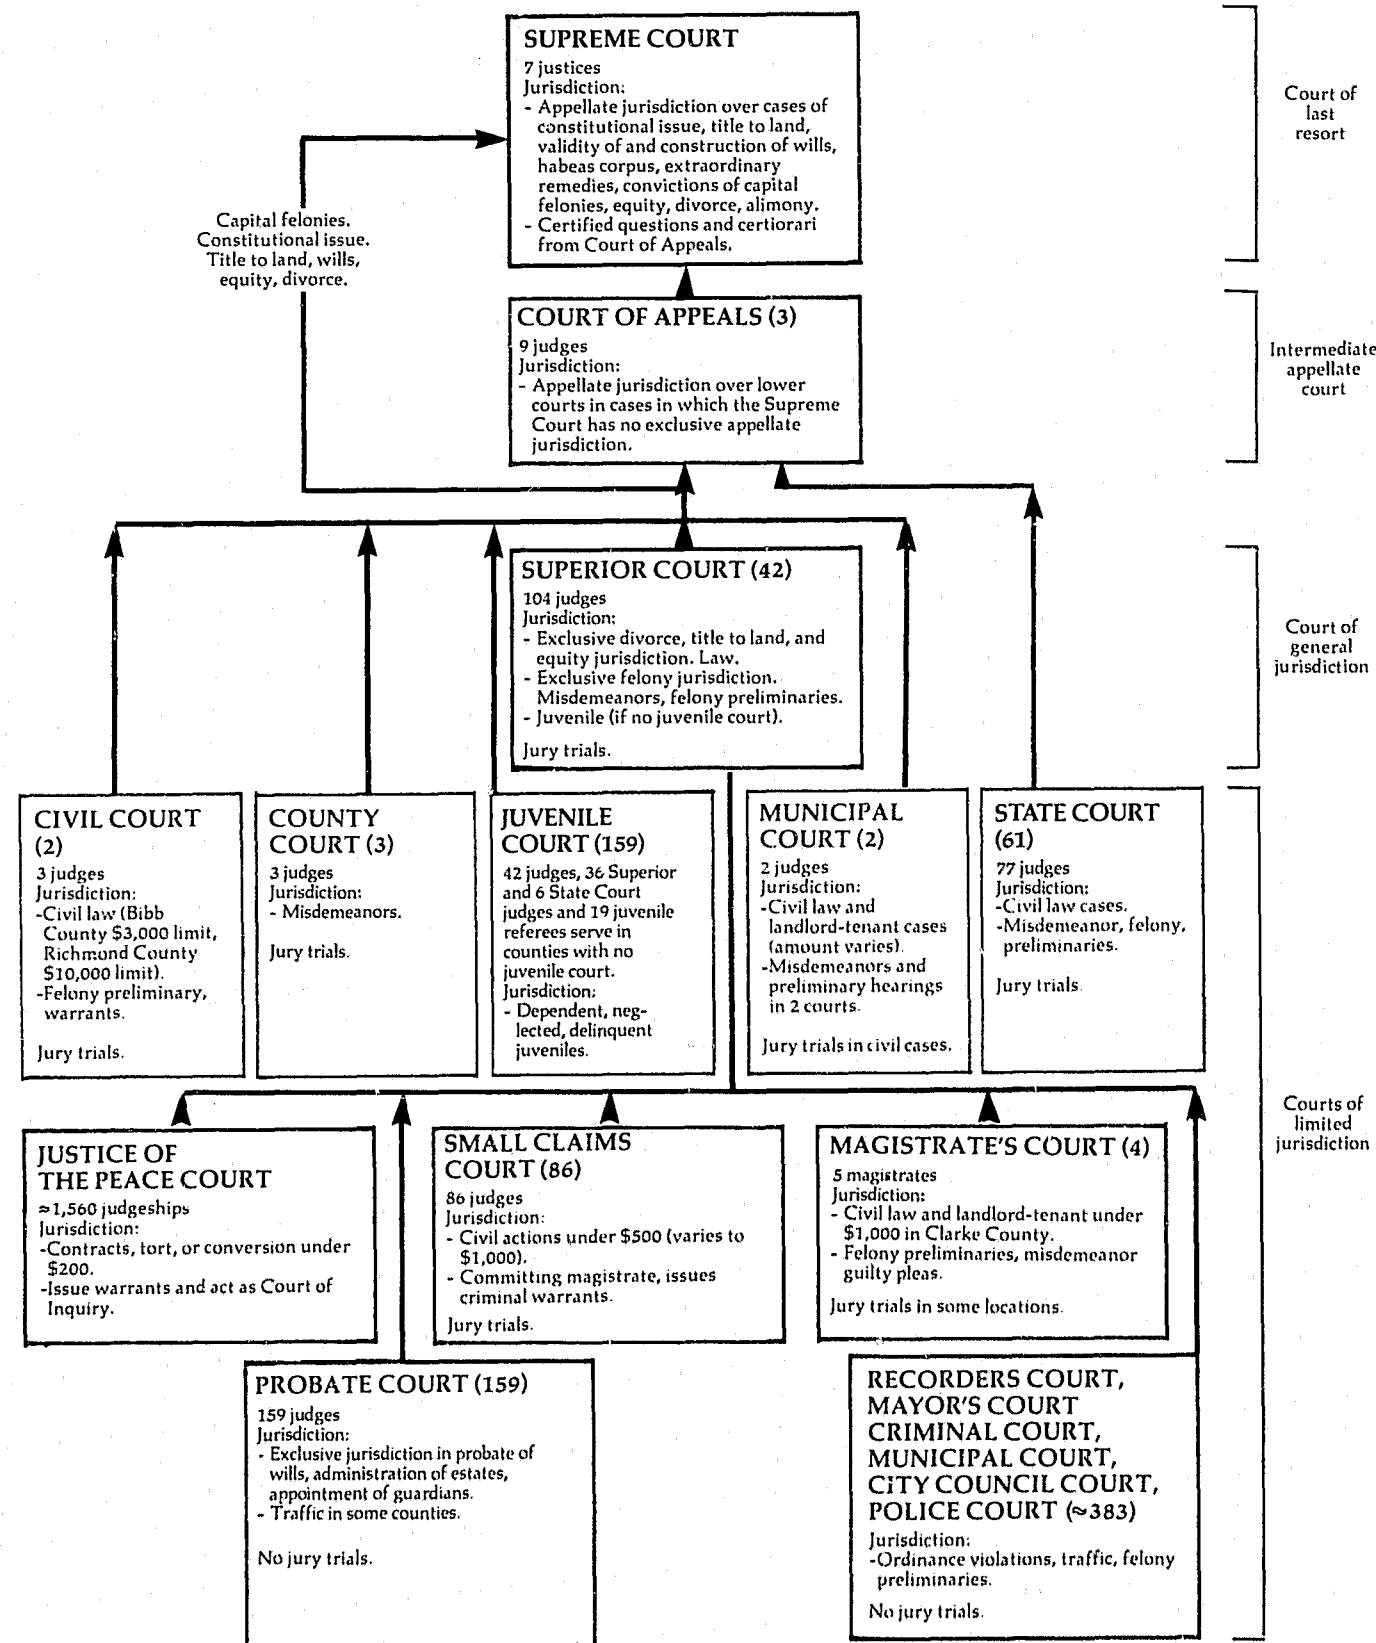 SUPREME COURT
7 justices
Jurisdiction:
- Appellate jurisdiction over cases of
constitutional issue, title to land,
validity of and construction of wills,
habeas corpus, extraordinary
remedies, convictions of capital
felonies, equity, divorce, alimony.
- Certified questions and certiorari
from Court of Appeals.
Court of
last
resort
Capital felonies.
Constitutional issue.
Title to land, wills,
equity, divorce.
COURT OF APPEALS (3)
9 judges
Jurisdiction:
- Appellate jurisdiction over lower
courts in cases in which the Supreme
Court has no exclusive appellate
jurisdiction.
Intermediate
appellate
court
SUPERIOR COURT (42)
104 judges
Jurisdiction:
- Exclusive divorce, title to land, and
equity jurisdiction. Law.
- Exclusive felony jurisdiction.
Misdemeanors, felony preliminaries.
- Juvenile (if no juvenile court).
Jury trials.
Court of
general
jurisdiction
CIVIL COURT
(2)
3 judges
Jurisdiction:
-Civil law (Bibb
County $3,000 limit,
Richmond County
$10,000 limit).
-Felony preliminary,
warrants.
Jury trials.
COUNTY
COURT (3)
3 judges
Jurisdiction:
- Misdemeanors.
Jury trials.
JUVENILE
COURT (159)
42 judges, 36 Superior
and 6 State Court
judges and 19 juvenile
referees serve in
counties with no
juvenile court.
Jurisdiction:
- Dependent, neg-
lected, delinquent
juveniles.
MUNICIPAL
COURT (2)
2 judges
Jurisdiction:
-Civil law and
landlord-tenant cases
(amount varies).
-Misdemeanors and
preliminary hearings
in 2 courts.
Jury trials in civil cases.
STATE COURT
(61)
77 judges
Jurisdiction:
-Civil law cases.
-Misdemeanor, felony,
preliminaries.
Jury trials.
Courts of
limited
jurisdiction
JUSTICE OF
THE PEACE COURT
≈1,560 judgeships
Jurisdiction:
-Contracts, tort, or conversion under
$200.
-Issue warrants and act as Court of
Inquiry.
SMALL CLAIMS
COURT (86)
86 judges
Jurisdiction:
- Civil actions under $500 (varies to
$1,000).
- Committing magistrate, issues
criminal warrants.
Jury trials.
MAGISTRATE'S COURT (4)
5 magistrates
Jurisdiction:
- Civil law and landlord-tenant under
$1,000 in Clarke County.
- Felony preliminaries, misdemeanor
guilty pleas.
Jury trials in some locations.
PROBATE COURT (159)
159 judges
Jurisdiction:
- Exclusive jurisdiction in probate of
wills, administration of estates,
appointment of guardians.
- Traffic in some counties.
No jury trials.
RECORDERS COURT,
MAYOR'S COURT
CRIMINAL COURT,
MUNICIPAL COURT,
CITY COUNCIL COURT,
POLICE COURT (≈383)
Jurisdiction:
-Ordinance violations, traffic, felony
preliminaries.
No jury trials.